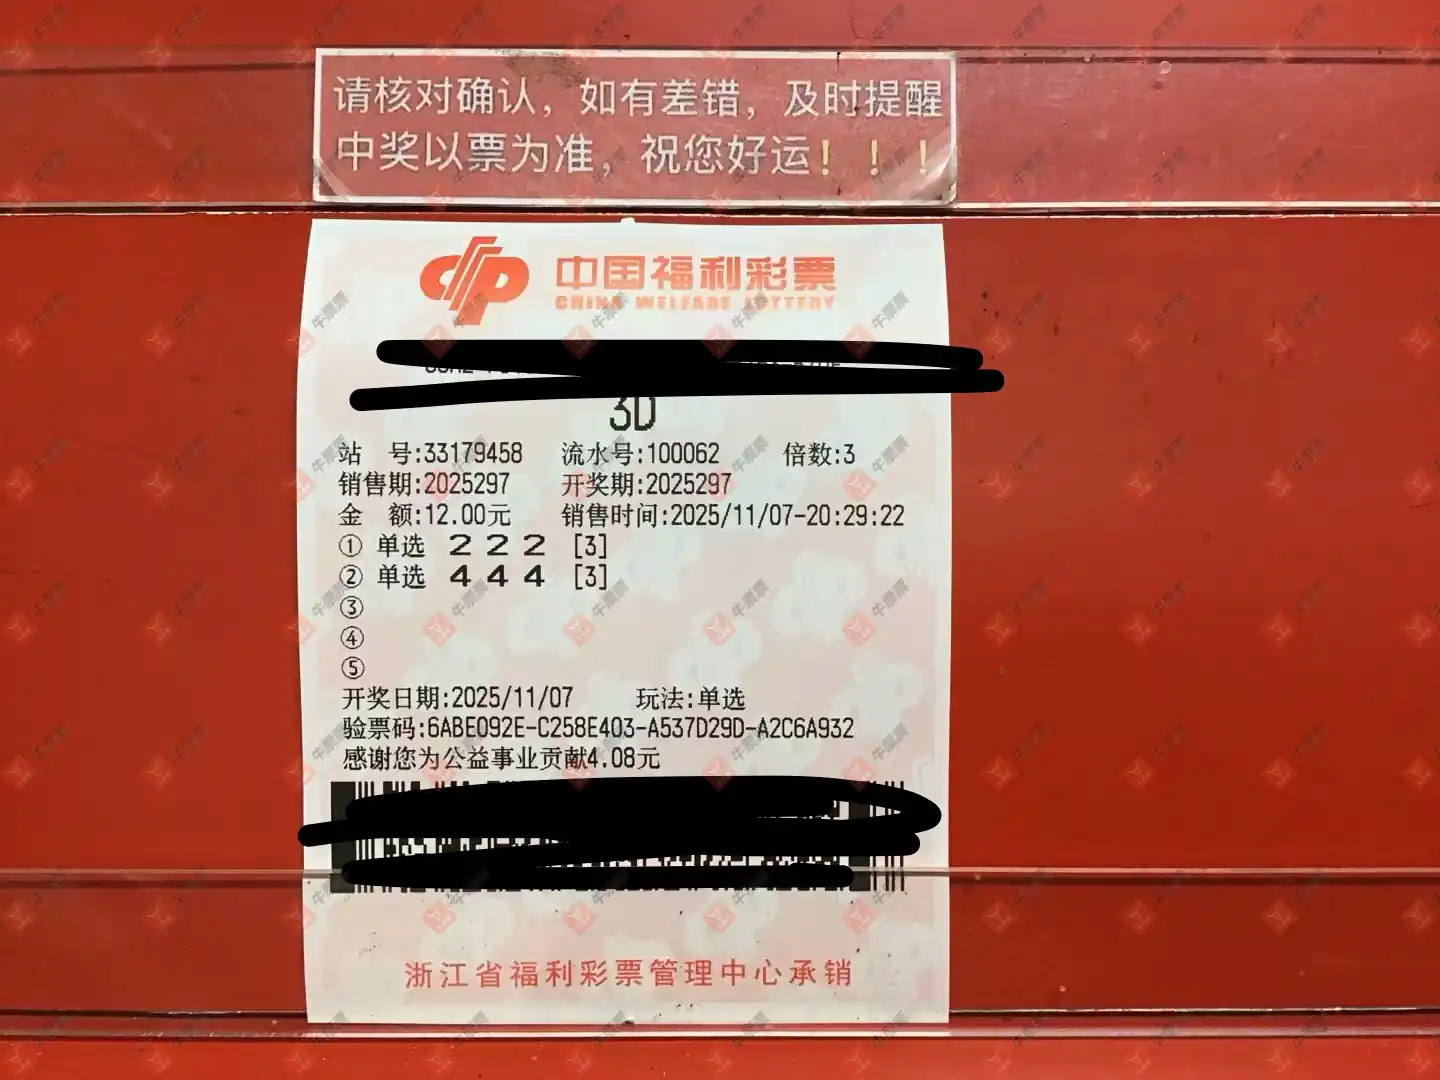 请核对确认，如有差错，及时提醒
中奖以票为准，祝您好运！！！
中国福利彩票
CHINA WELFARE LOTTERY
3D
站 号:33179458 流水号:100062 倍数:3
销售期:2025297 开奖期:2025297
金 额:12.00元 销售时间:2025/11/07-20:29:22
① 单选 2 2 2 [3]
② 单选 4 4 4 [3]
③
④
⑤
开奖日期:2025/11/07 玩法:单选
验票码:6ABE092E-C258E403-A537D29D-A2C6A932
感谢您为公益事业贡献4.08元
浙江省福利彩票管理中心承销
牛票票